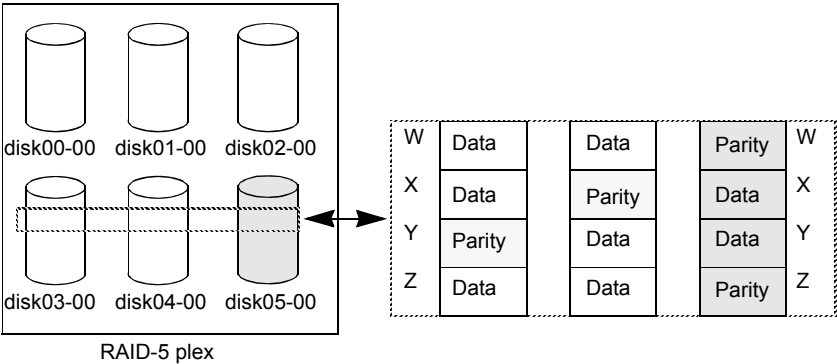 disk00-00 disk01-00 disk02-00
disk03-00 disk04-00 disk05-00
RAID-5 plex
W Data Data Parity W
X Data Parity Data X
Y Parity Data Data Y
Z Data Data Parity Z